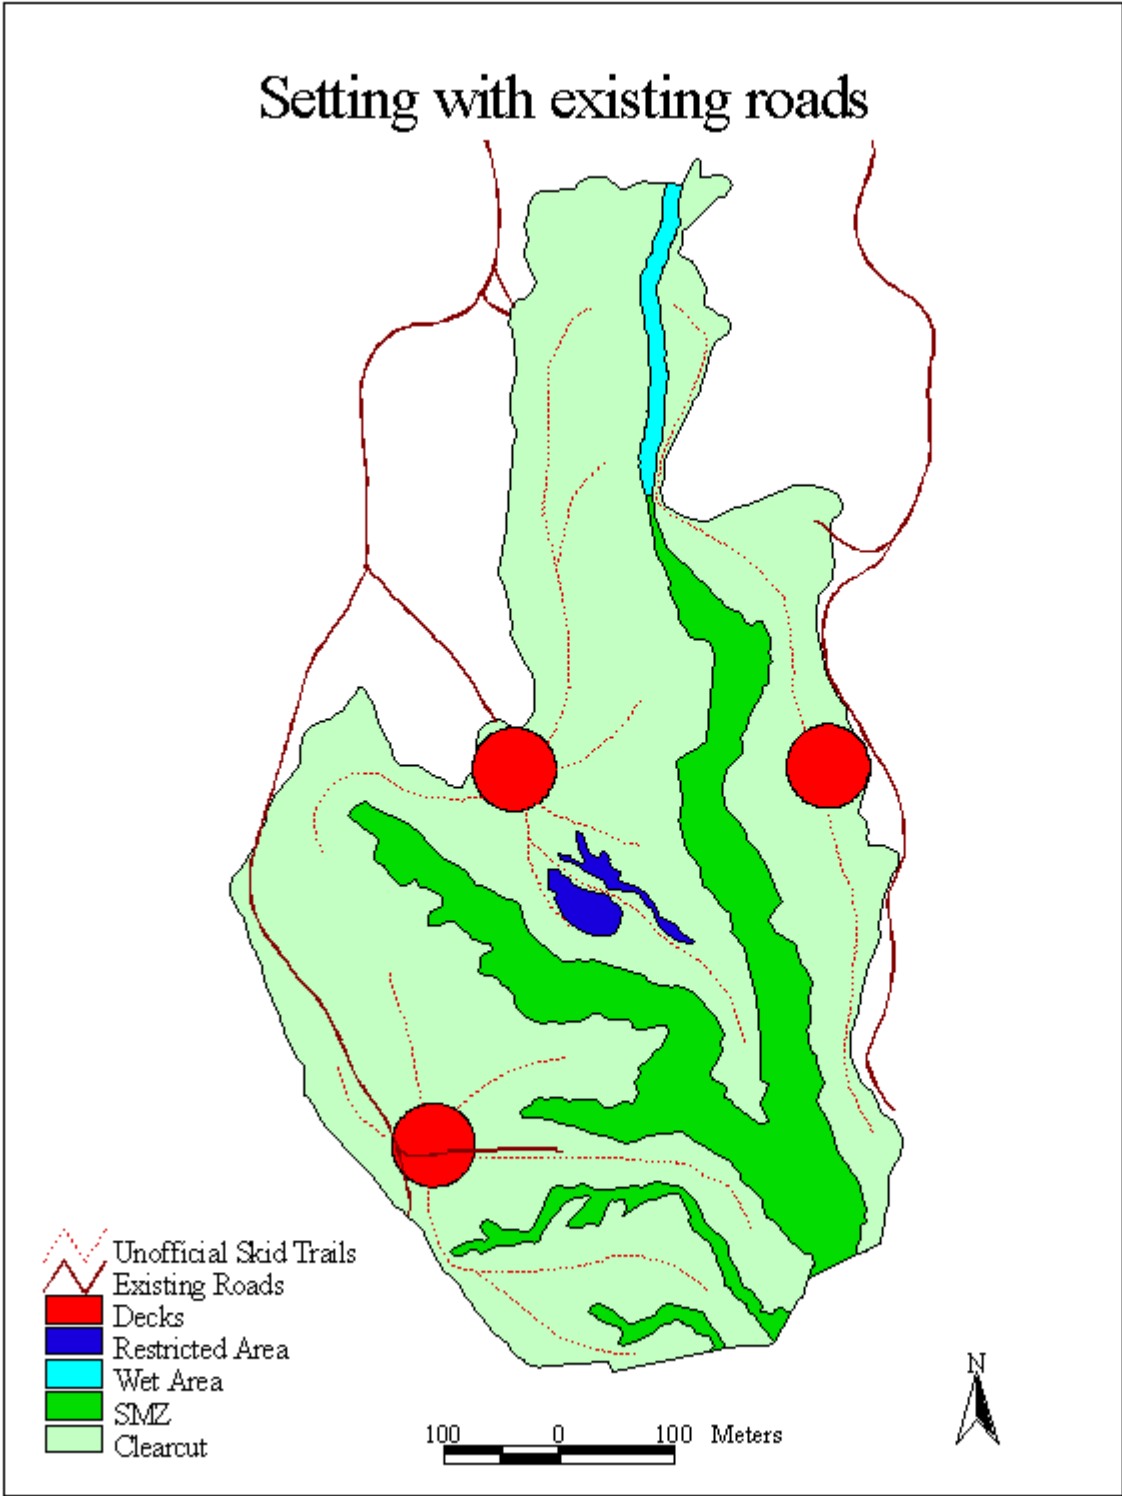 Setting with existing roads
Unofficial Skid Trails
Existing Roads
Decks
Restricted Area
Wet Area
SMZ
Clearcut
100 0 100 Meters
N